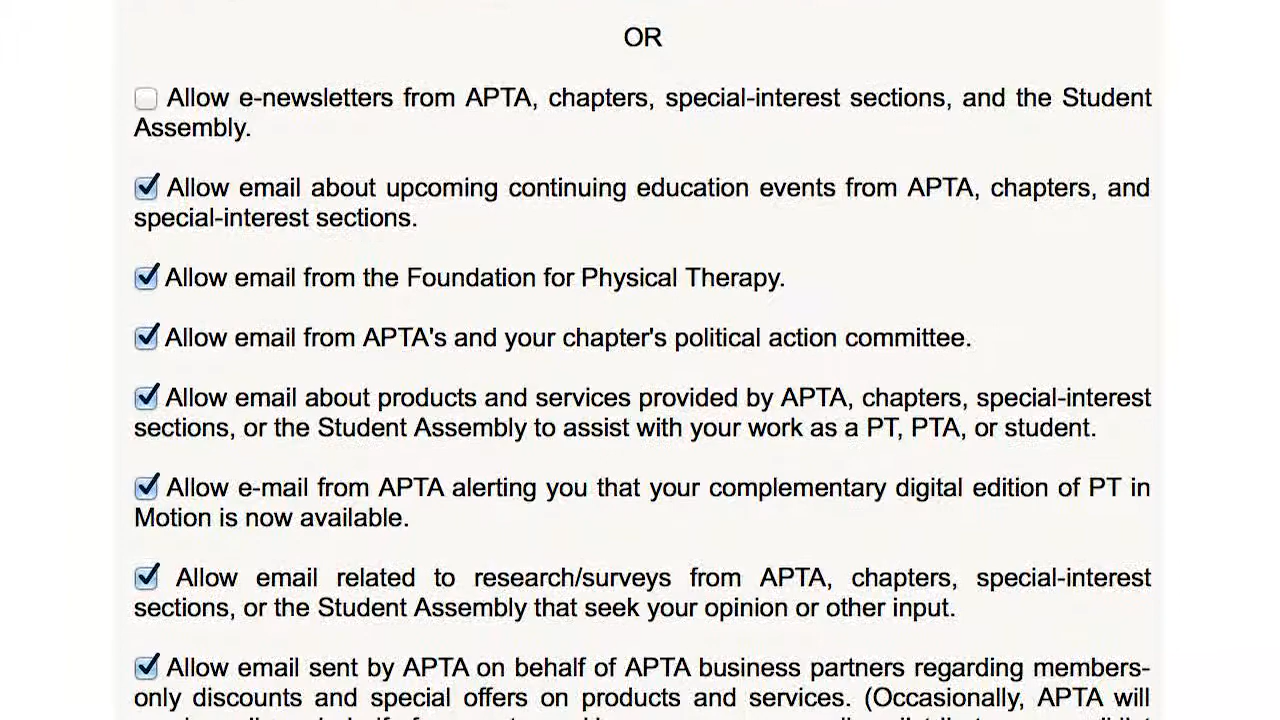 OR
Allow e-newsletters from APTA, chapters, special-interest sections, and the Student
Assembly.
Allow email about upcoming continuing education events from APTA, chapters, and
special-interest sections.
Allow email from the Foundation for Physical Therapy.
Allow email from APTA's and your chapter's political action committee.
Allow email about products and services provided by APTA, chapters, special-interest
sections, or the Student Assembly to assist with your work as a PT, PTA, or student.
Allow e-mail from APTA alerting you that your complementary digital edition of PT in
Motion is now available.
Allow email related to research/surveys from APTA, chapters, special-interest
sections, or the Student Assembly that seek your opinion or other input.
Allow email sent by APTA on behalf of APTA business partners regarding members-
only discounts and special offers on products and services. (Occasionally, APTA will